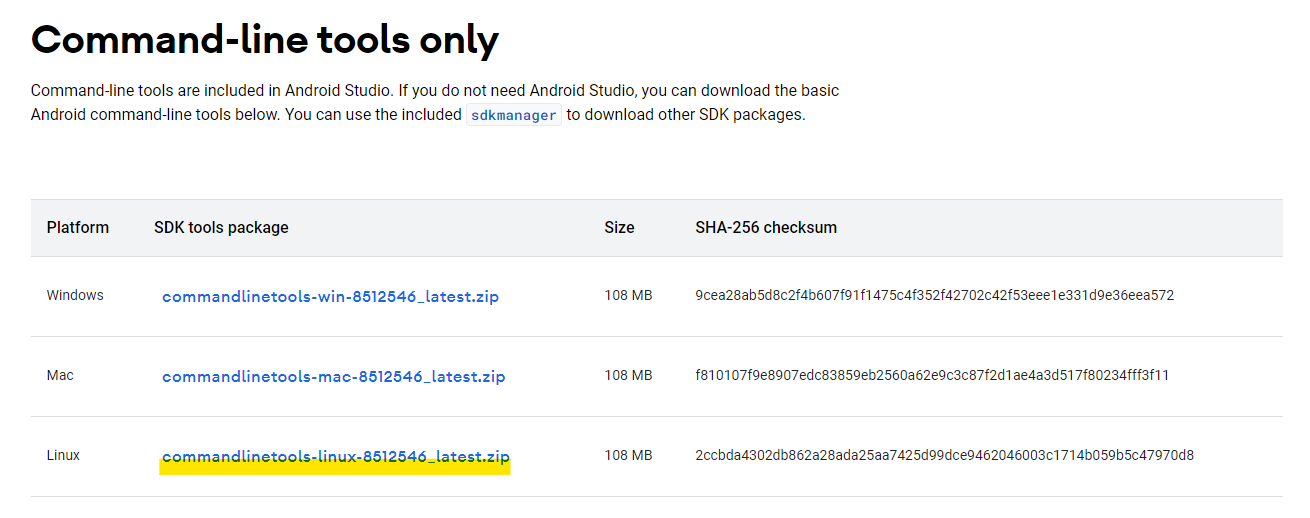 Command-line tools only
Command-line tools are included in Android Studio. If you do not need Android Studio, you can download the basic
Android command-line tools below. You can use the included sdkmanager to download other SDK packages.
Platform SDK tools package Size SHA-256 checksum
Windows commandlinetools-win-8512546_latest.zip 108 MB 9cea28ab5d8c2f4b607f91f1475c4f352f42702c42f53eee1e331d9e36eea572
Mac commandlinetools-mac-8512546_latest.zip 108 MB f810107f9e8907edc83859eb2560a62e9c3c87f2d1ae4a3d517f80234fff3f11
Linux commandlinetools-linux-8512546_latest.zip 108 MB 2ccbda4302db862a28ada25aa7425d99dce9462046003c1714b059b5c47970d8